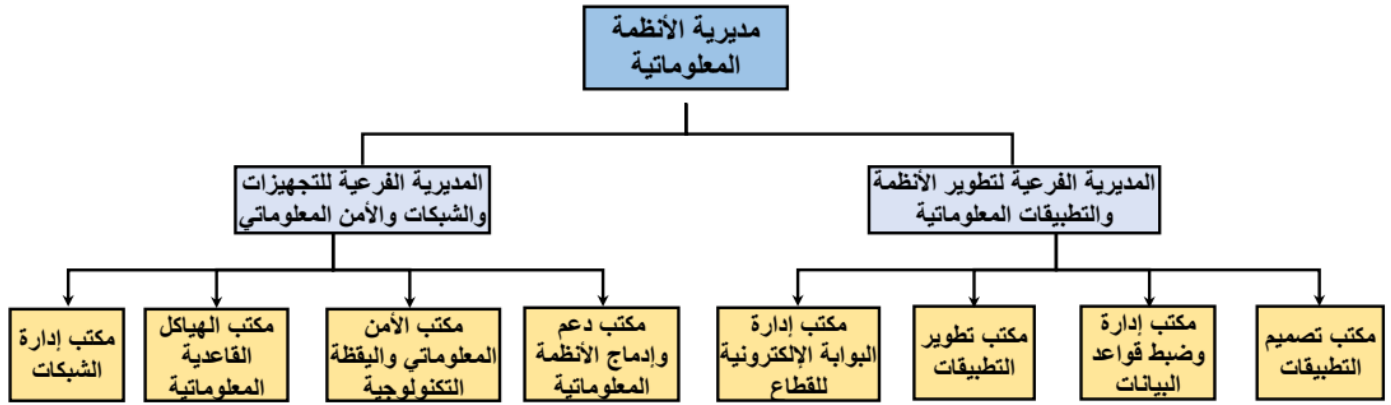 مديرية الأنظمة
المعلوماتية
المديرية الفرعية لتطوير الأنظمة
والتطبيقات المعلوماتية
المديرية الفرعية للتجهيزات
والشبكات والأمن المعلوماتي
مكتب تصميم
التطبيقات
مكتب إدارة
وضبط قواعد
البيانات
مكتب تطوير
التطبيقات
مكتب إدارة
البوابة الإلكترونية
للقطاع
مكتب دعم
وإدماج الأنظمة
المعلوماتية
مكتب الأمن
المعلوماتي واليقظة
التكنولوجية
مكتب الهياكل
القاعدية
المعلوماتية
مكتب إدارة
الشبكات